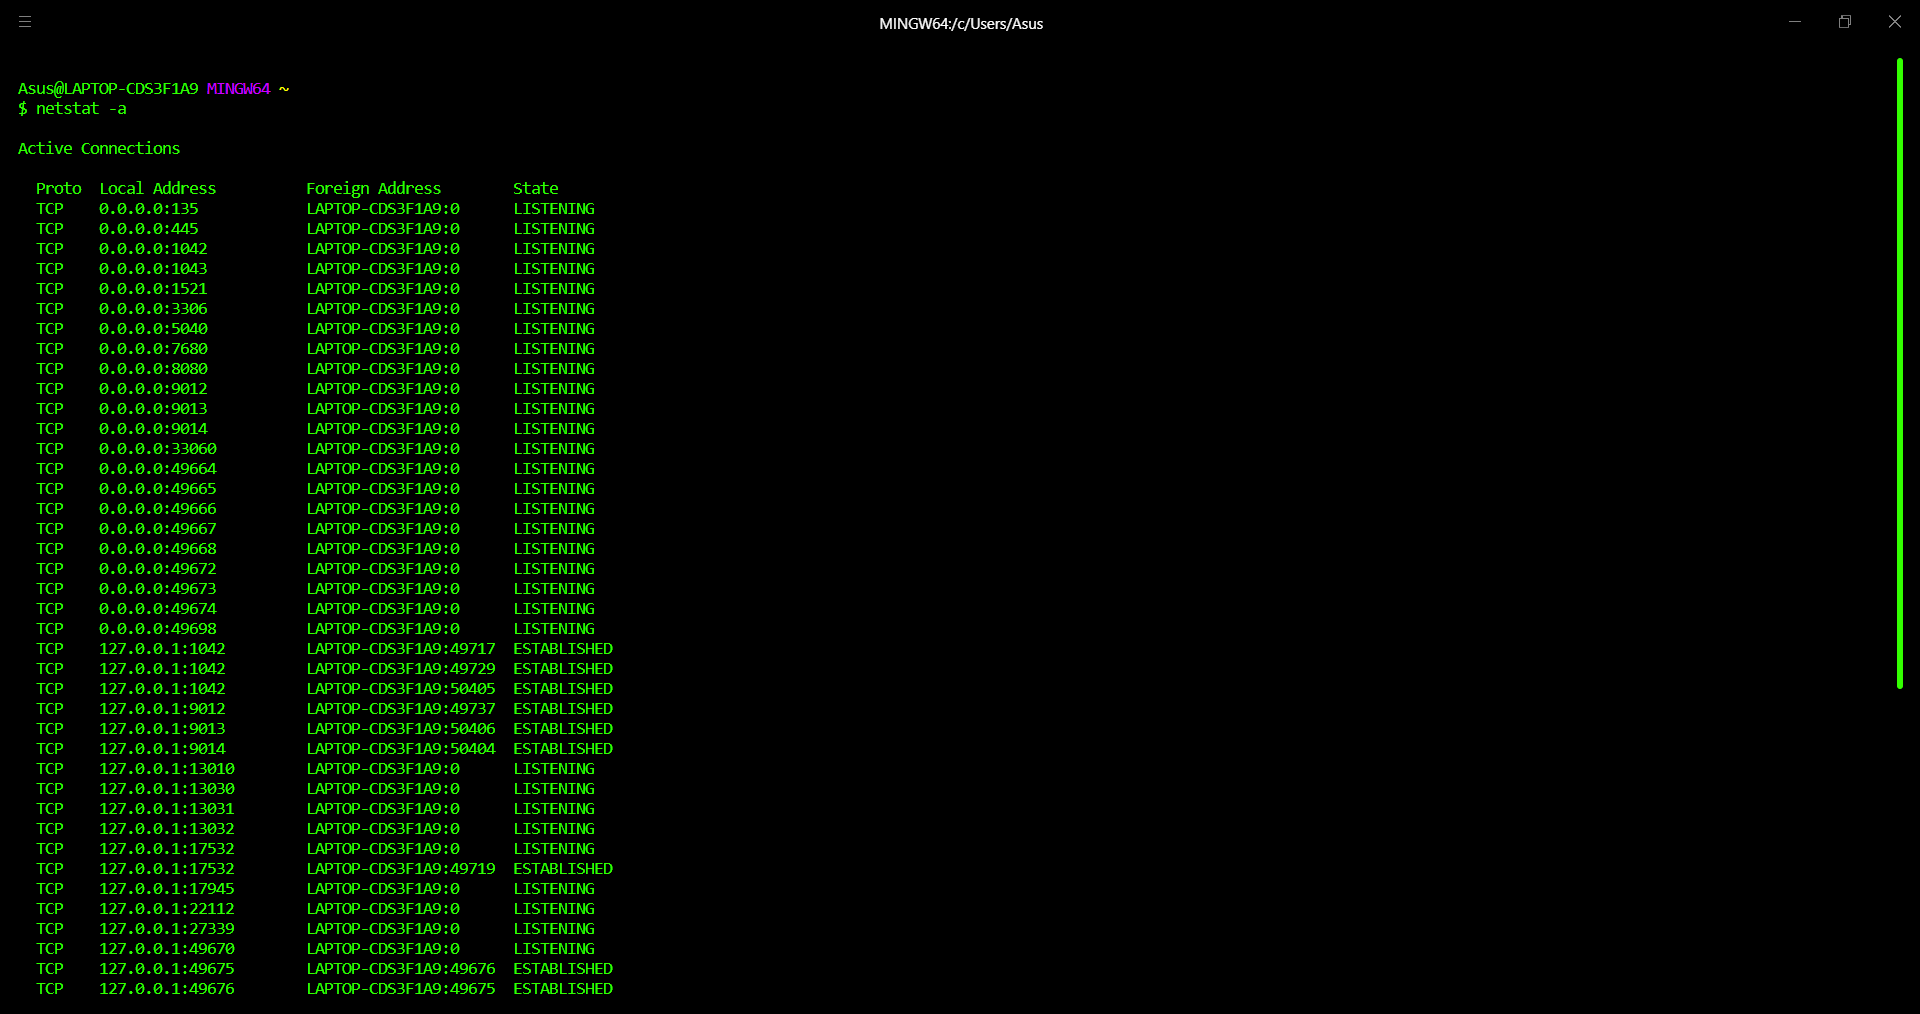 MINGW64:/c/Users/Asus
Asus@LAPTOP-CDS3F1A9 MINGW64 ~
$ netstat -a
Active Connections
Proto Local Address Foreign Address State
TCP 0.0.0.0:135 LAPTOP-CDS3F1A9:0 LISTENING
TCP 0.0.0.0:445 LAPTOP-CDS3F1A9:0 LISTENING
TCP 0.0.0.0:1042 LAPTOP-CDS3F1A9:0 LISTENING
TCP 0.0.0.0:1043 LAPTOP-CDS3F1A9:0 LISTENING
TCP 0.0.0.0:1521 LAPTOP-CDS3F1A9:0 LISTENING
TCP 0.0.0.0:3306 LAPTOP-CDS3F1A9:0 LISTENING
TCP 0.0.0.0:5040 LAPTOP-CDS3F1A9:0 LISTENING
TCP 0.0.0.0:7680 LAPTOP-CDS3F1A9:0 LISTENING
TCP 0.0.0.0:8080 LAPTOP-CDS3F1A9:0 LISTENING
TCP 0.0.0.0:9012 LAPTOP-CDS3F1A9:0 LISTENING
TCP 0.0.0.0:9013 LAPTOP-CDS3F1A9:0 LISTENING
TCP 0.0.0.0:9014 LAPTOP-CDS3F1A9:0 LISTENING
TCP 0.0.0.0:33060 LAPTOP-CDS3F1A9:0 LISTENING
TCP 0.0.0.0:49664 LAPTOP-CDS3F1A9:0 LISTENING
TCP 0.0.0.0:49665 LAPTOP-CDS3F1A9:0 LISTENING
TCP 0.0.0.0:49666 LAPTOP-CDS3F1A9:0 LISTENING
TCP 0.0.0.0:49667 LAPTOP-CDS3F1A9:0 LISTENING
TCP 0.0.0.0:49668 LAPTOP-CDS3F1A9:0 LISTENING
TCP 0.0.0.0:49672 LAPTOP-CDS3F1A9:0 LISTENING
TCP 0.0.0.0:49673 LAPTOP-CDS3F1A9:0 LISTENING
TCP 0.0.0.0:49674 LAPTOP-CDS3F1A9:0 LISTENING
TCP 0.0.0.0:49698 LAPTOP-CDS3F1A9:0 LISTENING
TCP 127.0.0.1:1042 LAPTOP-CDS3F1A9:49717 ESTABLISHED
TCP 127.0.0.1:1042 LAPTOP-CDS3F1A9:49729 ESTABLISHED
TCP 127.0.0.1:1042 LAPTOP-CDS3F1A9:50405 ESTABLISHED
TCP 127.0.0.1:9012 LAPTOP-CDS3F1A9:49737 ESTABLISHED
TCP 127.0.0.1:9013 LAPTOP-CDS3F1A9:50406 ESTABLISHED
TCP 127.0.0.1:9014 LAPTOP-CDS3F1A9:50404 ESTABLISHED
TCP 127.0.0.1:13010 LAPTOP-CDS3F1A9:0 LISTENING
TCP 127.0.0.1:13030 LAPTOP-CDS3F1A9:0 LISTENING
TCP 127.0.0.1:13031 LAPTOP-CDS3F1A9:0 LISTENING
TCP 127.0.0.1:13032 LAPTOP-CDS3F1A9:0 LISTENING
TCP 127.0.0.1:17532 LAPTOP-CDS3F1A9:0 LISTENING
TCP 127.0.0.1:17532 LAPTOP-CDS3F1A9:49719 ESTABLISHED
TCP 127.0.0.1:17945 LAPTOP-CDS3F1A9:0 LISTENING
TCP 127.0.0.1:22112 LAPTOP-CDS3F1A9:0 LISTENING
TCP 127.0.0.1:27339 LAPTOP-CDS3F1A9:0 LISTENING
TCP 127.0.0.1:49670 LAPTOP-CDS3F1A9:0 LISTENING
TCP 127.0.0.1:49675 LAPTOP-CDS3F1A9:49676 ESTABLISHED
TCP 127.0.0.1:49676 LAPTOP-CDS3F1A9:49675 ESTABLISHED